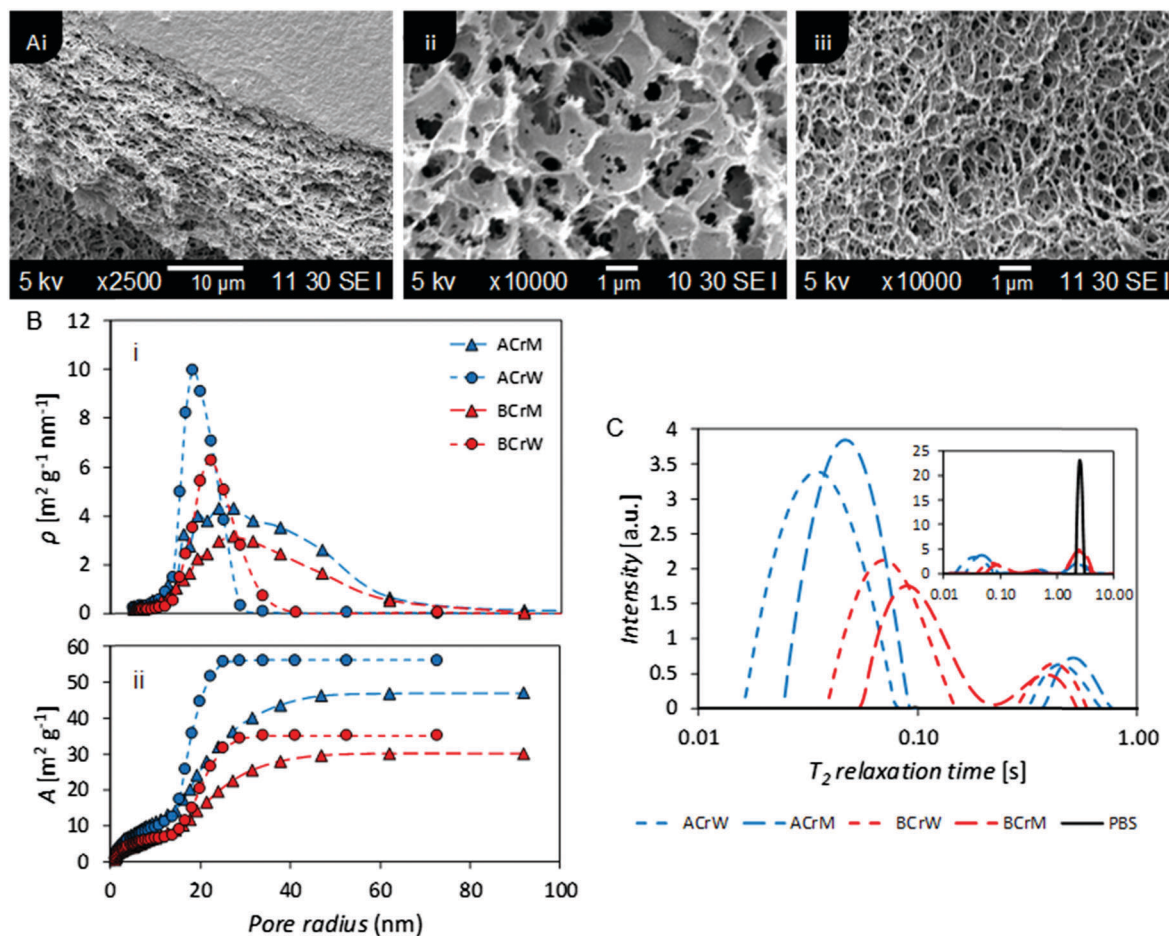 Ai
5 kv x2500 10 µm 11 30 SE I
ii
5 kv x10000 1 µm 10 30 SE I
iii
5 kv x10000 1 µm 11 30 SE I
B
i
12
10
8
6
4
2
0
ρ [m² g⁻¹ nm⁻¹]
ACrM
ACrW
BCrM
BCrW
ii
60
50
40
30
20
10
0
A [m² g⁻¹]
0 20 40 60 80 100
Pore radius (nm)
C
4
3.5
3
2.5
2
1.5
1
0.5
0
Intensity [a.u.]
25
20
15
10
5
0
0.01 0.10 1.00 10.00
0.01 0.10 1.00
T₂ relaxation time [s]
ACrW ACrM BCrW BCrM PBS